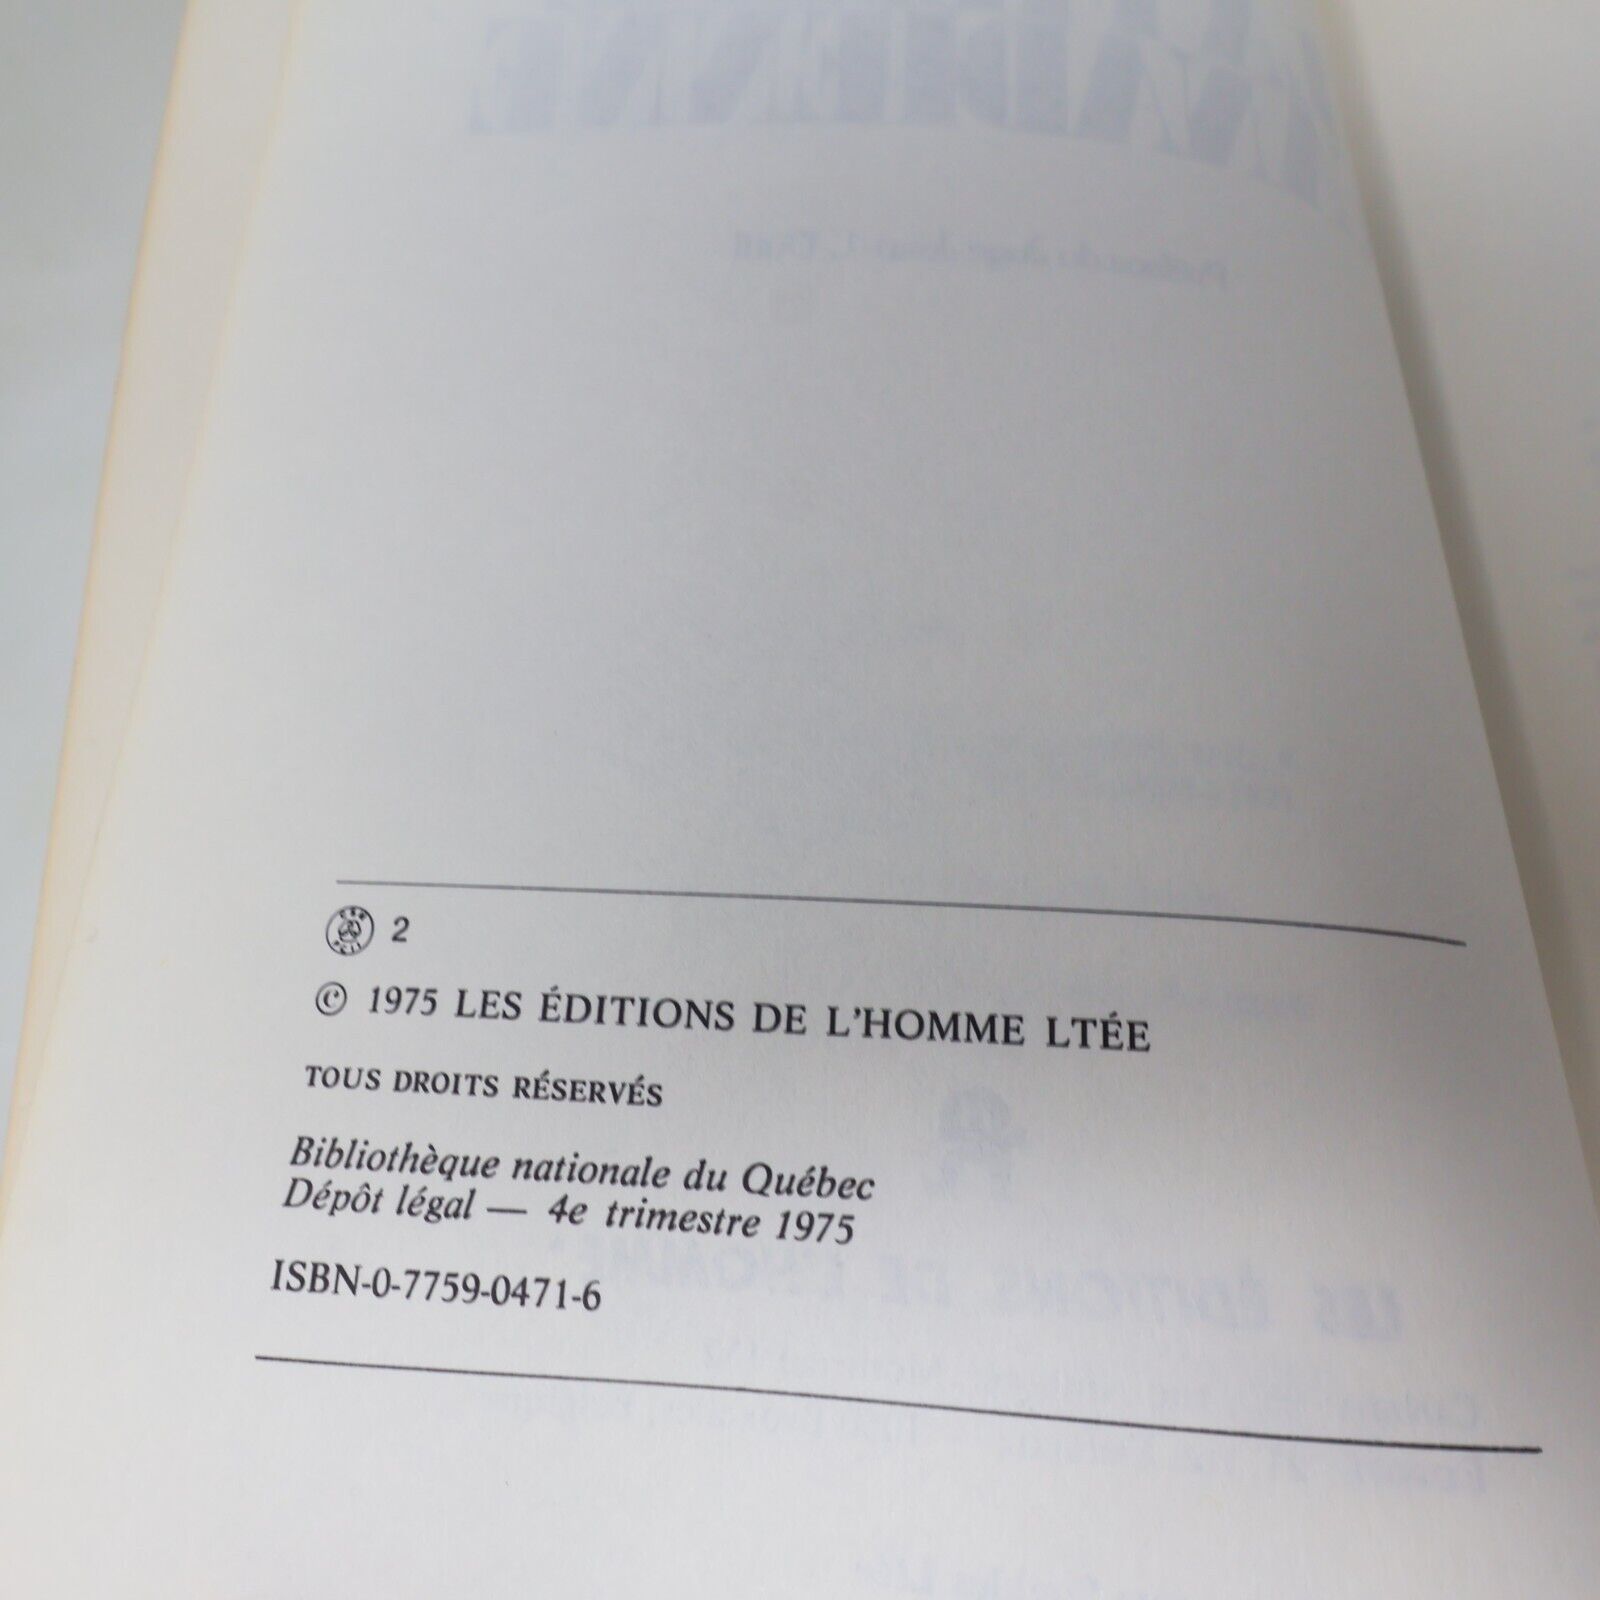 2
© 1975 LES ÉDITIONS DE L'HOMME LTÉE
TOUS DROITS RÉSERVÉS
Bibliothèque nationale du Québec
Dépôt légal — 4e trimestre 1975
ISBN-0-7759-0471-6